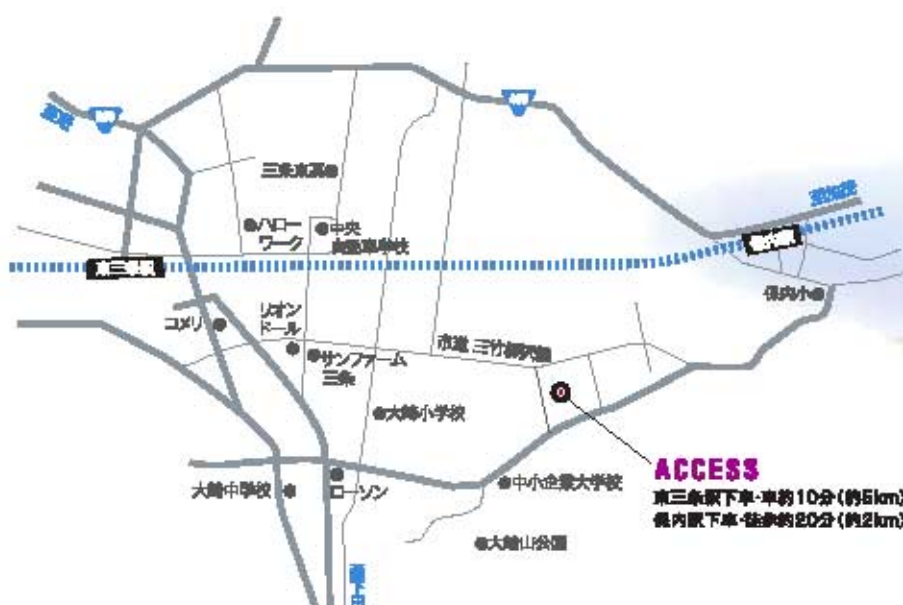 三条東高
ハロー
ワーク
中央
東三条駅
保内小
コメリ
リオン
ドール
サンファーム
三条
市道
大崎小学校
ACCESS
東三条駅下車・車約10分(約5km)
保内駅下車・徒歩約20分(約2km)
中小企業大学校
大崎中学校
ローソン
大崎山公園